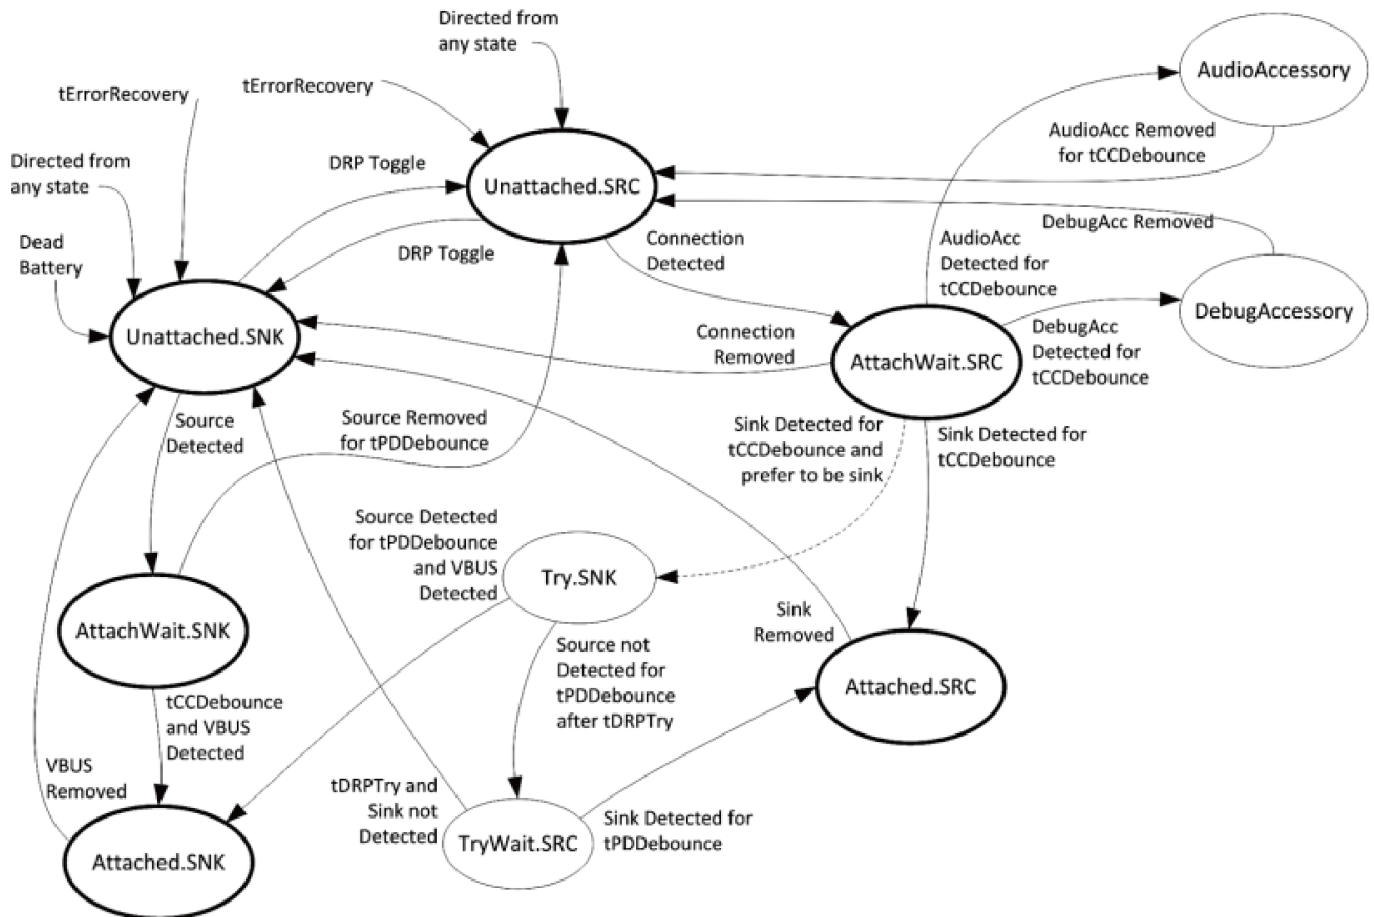 Directed from
any state
tErrorRecovery
tErrorRecovery
AudioAccessory
AudioAcc Removed
for tCCDebounce
Directed from
any state
DRP Toggle
Unattached.SRC
DebugAcc Removed
Dead
Battery
DRP Toggle
Connection
Detected
AudioAcc
Detected for
tCCDebounce
DebugAccessory
Unattached.SNK
Connection
Removed
AttachWait.SRC
DebugAcc
Detected for
tCCDebounce
Source
Detected
Source Removed
for tPDDebounce
Sink Detected for
tCCDebounce and
prefer to be sink
Sink Detected for
tCCDebounce
Source Detected
for tPDDebounce
and VBUS
Detected
Try.SNK
AttachWait.SNK
Sink
Removed
Source not
Detected for
tPDDebounce
after tDRPTry
Attached.SRC
tCCDebounce
and VBUS
Detected
VBUS
Removed
tDRPTry and
Sink not
Detected
TryWait.SRC
Sink Detected for
tPDDebounce
Attached.SNK